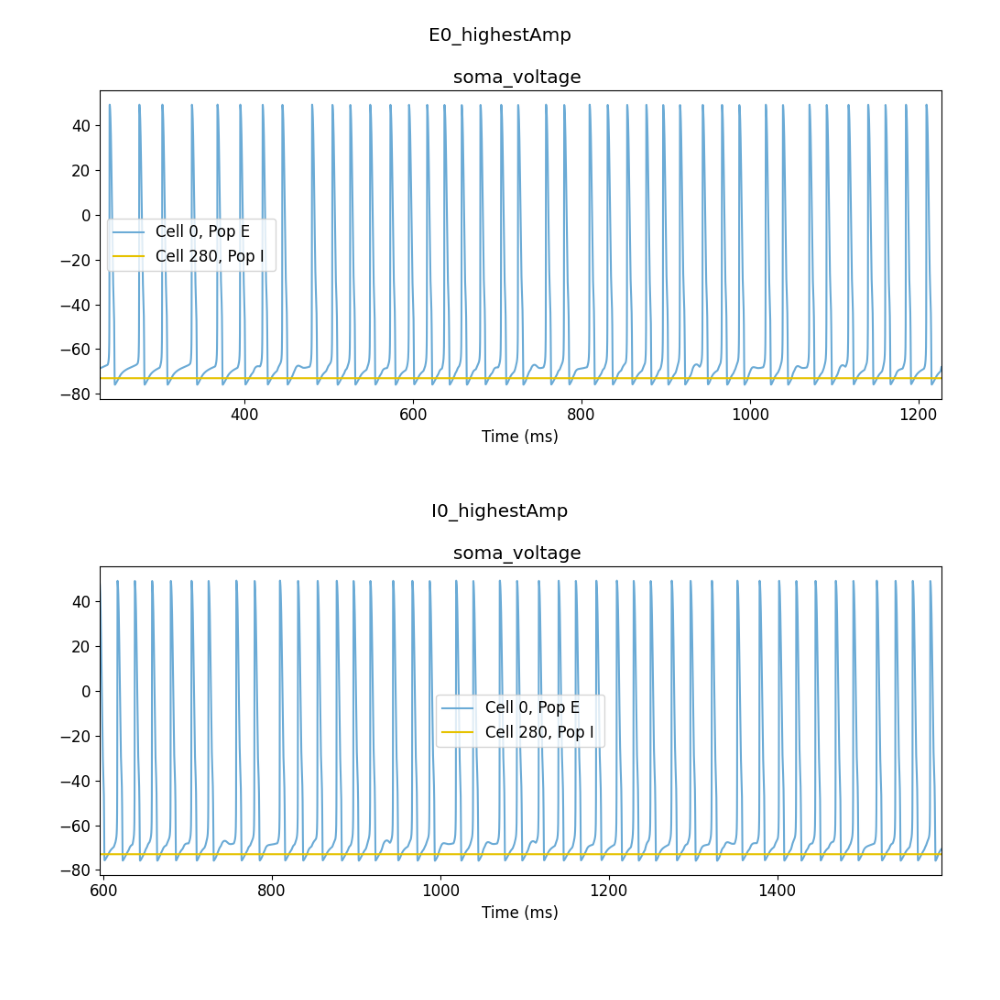 E0_highestAmp
soma_voltage
40
20
0
−20
−40
−60
−80
Cell 0, Pop E
Cell 280, Pop I
400 600 800 1000 1200
Time (ms)
I0_highestAmp
soma_voltage
40
20
0
−20
−40
−60
−80
Cell 0, Pop E
Cell 280, Pop I
600 800 1000 1200 1400
Time (ms)